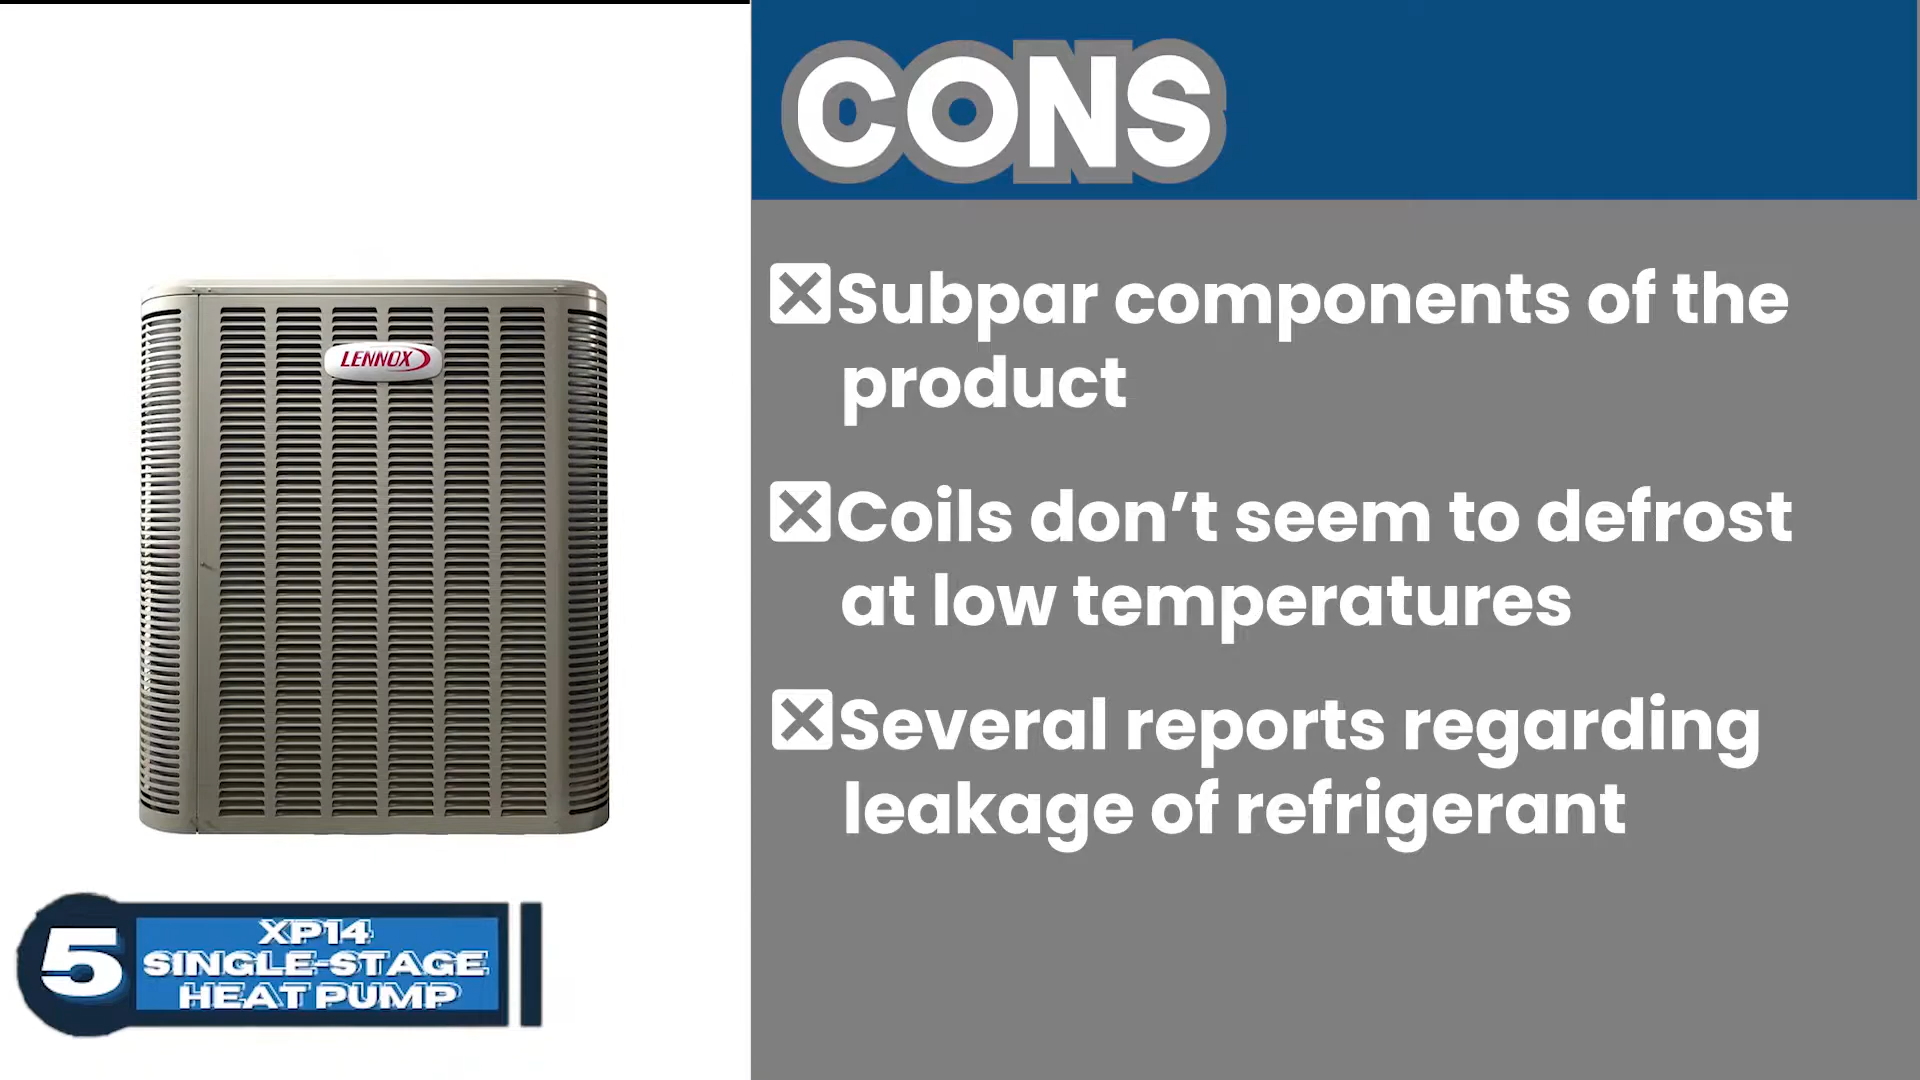 CONS
LENNOX
Subpar components of the
product
Coils don’t seem to defrost
at low temperatures
Several reports regarding
leakage of refrigerant
5
XP14
SINGLE-STAGE
HEAT PUMP